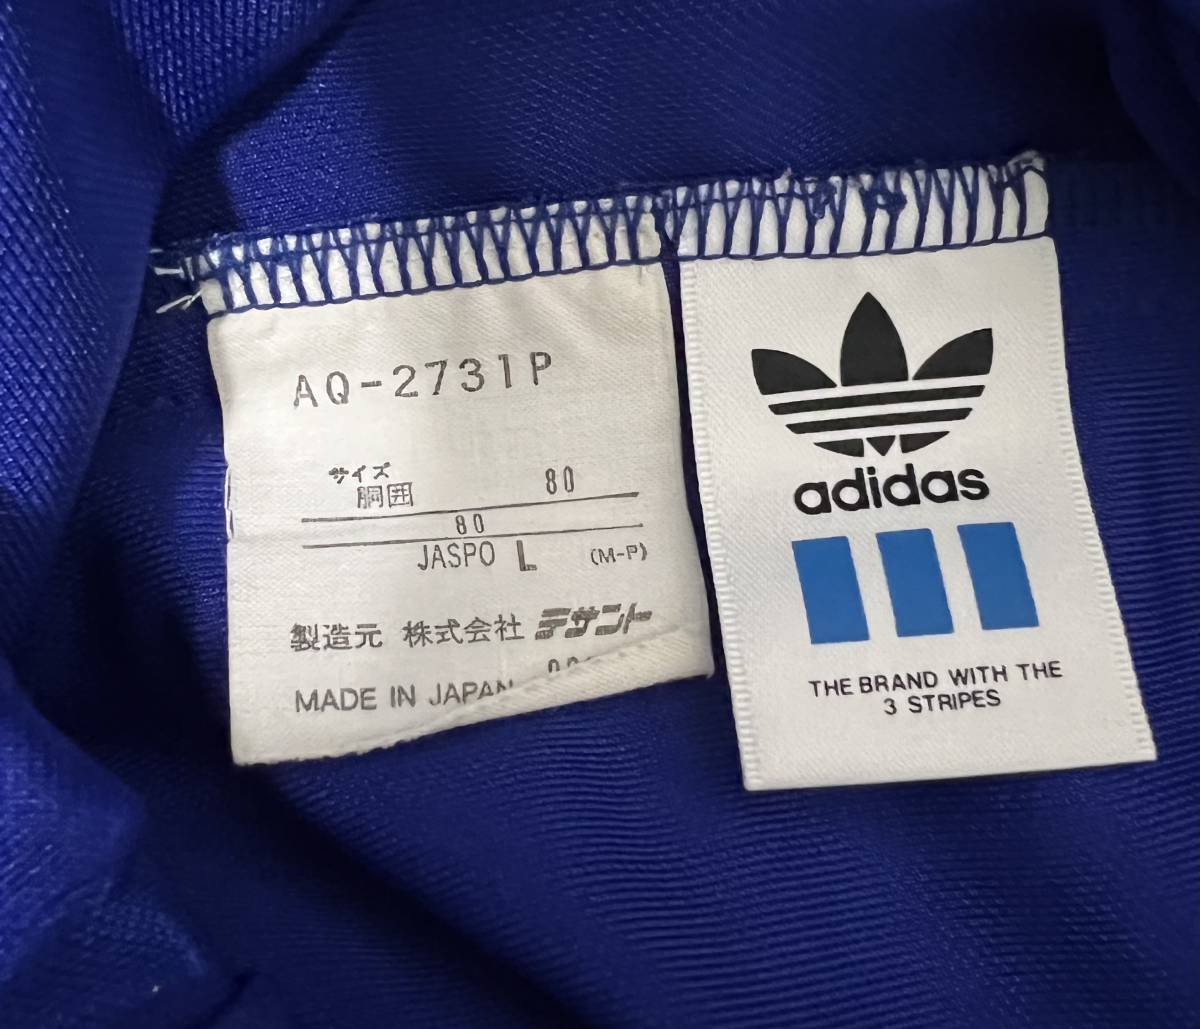 AQ-2731P
サイズ
胴囲 80
80
JASPO L (M-P)
製造元 株式会社 デサント
MADE IN JAPAN
adidas
THE BRAND WITH THE
3 STRIPES